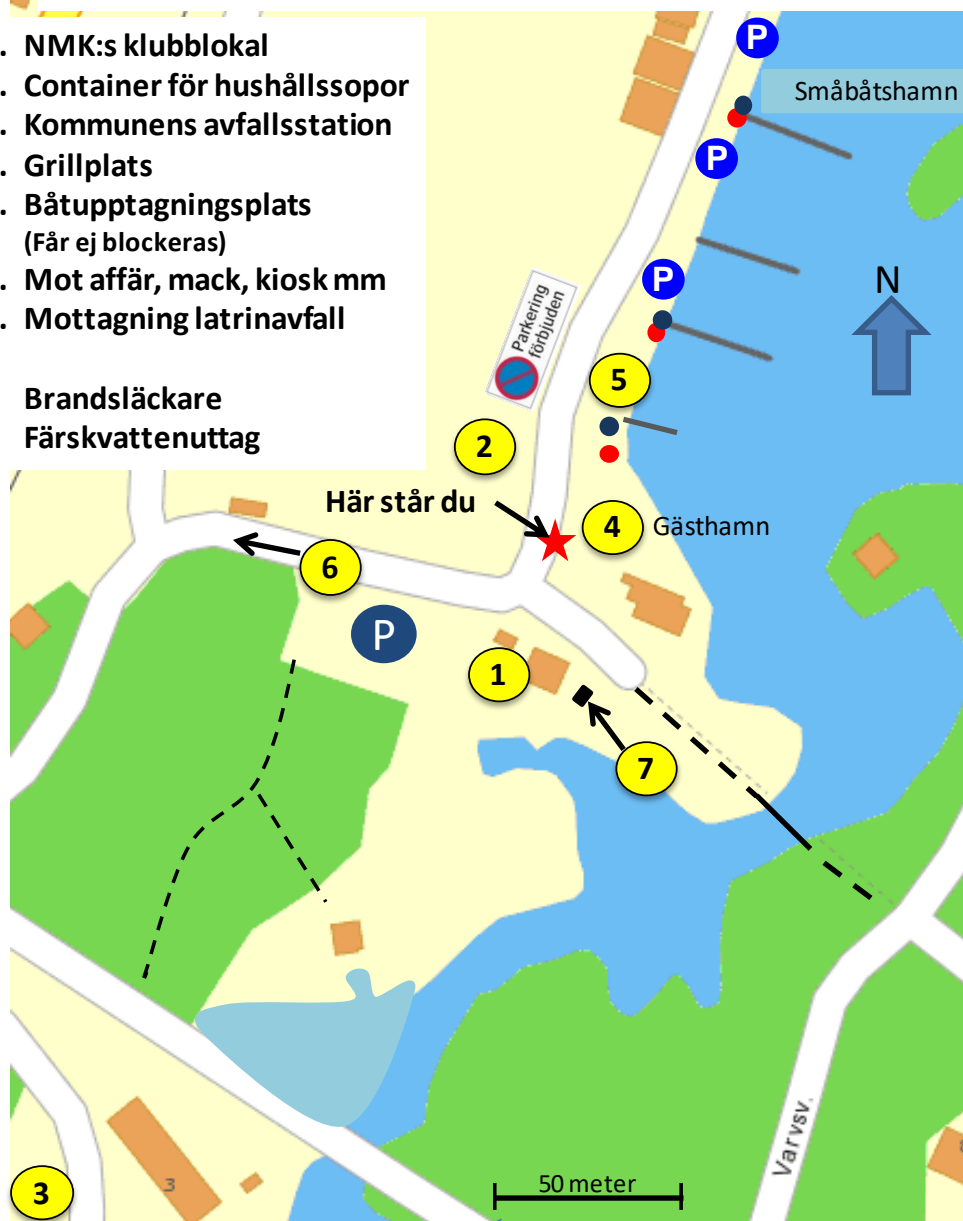 . NMK:s klubblokal
. Container för hushållssopor
. Kommunens avfallsstation
. Grillplats
. Båtupptagningsplats
(Får ej blockeras)
. Mot affär, mack, kiosk mm
. Mottagning latrinavfall
Brandsläckare
Färskvattenuttag
P
Småbåtshamn
P
P
N
Parkering
förbjuden
5
2
Här står du
4 Gästhamn
6
P
1
7
Varvsv.
50 meter
3
3